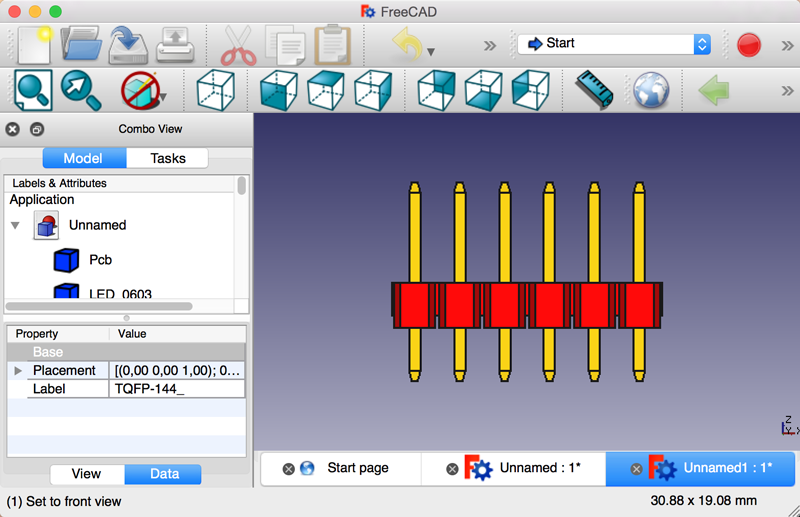 FreeCAD
Start
Combo View
Model
Tasks
Labels & Attributes
Application
Unnamed
Pcb
LED_0603
Property
Value
Base
Placement
[(0,00 0,00 1,00); 0...
Label
TQFP-144_
View
Data
Start page
Unnamed : 1*
Unnamed1 : 1*
Z
Y
X
(1) Set to front view
30.88 x 19.08 mm